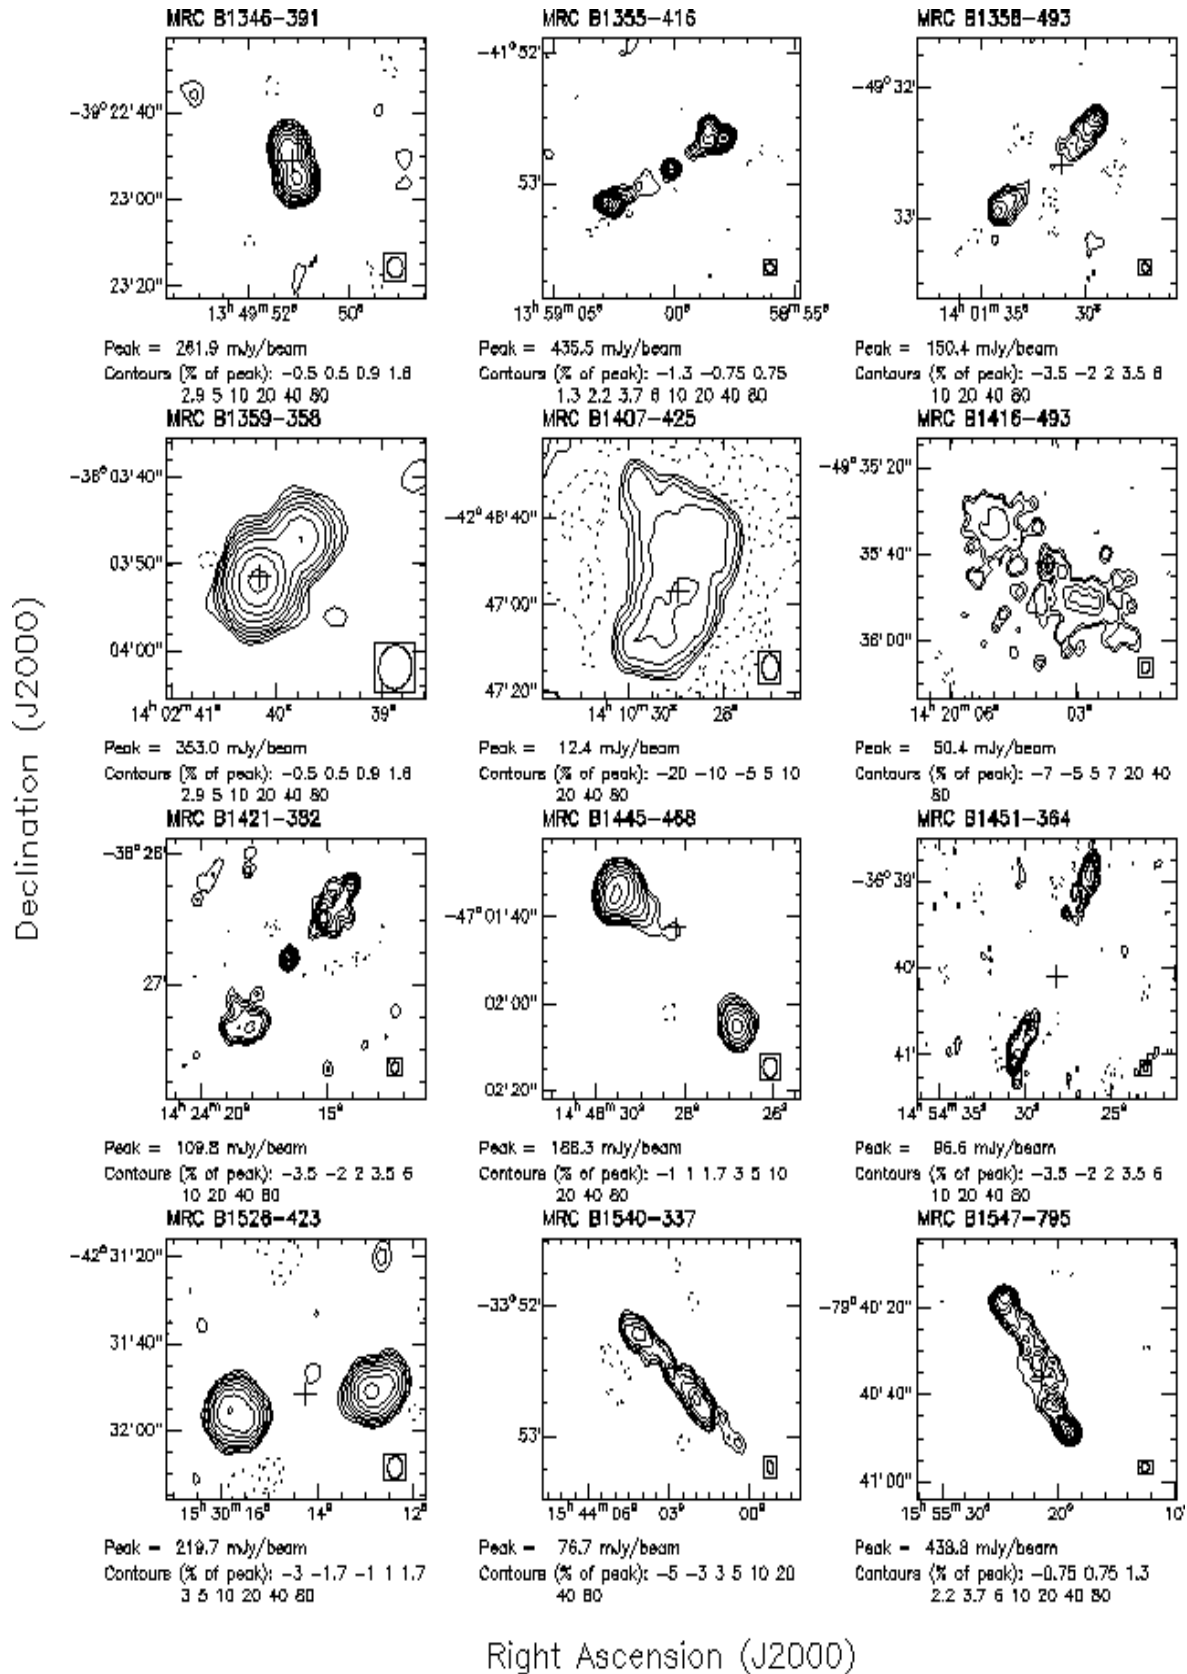 MRC B1346-391
MRC B1355-416
MRC B1358-493
-39° 22'40"
23'00"
23'20"
13h 49m 52s 50s
-41° 52'
53'
13h 59m 05s 00s 58m 55s
-49° 32'
33'
14h 01m 35s 30s
Peak = 261.9 mJy/beam
Contours (% of peak): -0.5 0.5 0.9 1.6
2.9 5 10 20 40 80
Peak = 435.5 mJy/beam
Contours (% of peak): -1.3 -0.75 0.75
1.3 2.2 3.7 6 10 20 40 80
Peak = 150.4 mJy/beam
Contours (% of peak): -3.5 -2 2 3.5 6
10 20 40 80
MRC B1359-358
MRC B1407-425
MRC B1416-493
03'40"
03'50"
04'00"
14h 02m 41s 40s 39s
-42° 46'40"
47'00"
47'20"
14h 10m 30s 28s
-49° 35'20"
35'40"
36'00"
14h 20m 06s 03s
Peak = 353.0 mJy/beam
Contours (% of peak): -0.5 0.5 0.9 1.6
2.9 5 10 20 40 80
Peak = 12.4 mJy/beam
Contours (% of peak): -20 -10 -5 5 10
20 40 80
Peak = 50.4 mJy/beam
Contours (% of peak): -7 -5 5 7 20 40
80
Declination (J2000)
MRC B1421-382
MRC B1445-468
MRC B1451-364
-38° 26'
27'
14h 24m 20s 15s
-47° 01'40"
02'00"
02'20"
14h 48m 30s 28s 26s
-36° 39'
40'
41'
14h 54m 35s 30s 25s
Peak = 109.8 mJy/beam
Contours (% of peak): -3.5 -2 2 3.5 6
10 20 40 80
Peak = 188.3 mJy/beam
Contours (% of peak): -1 1 1.7 3 5 10
20 40 80
Peak = 96.6 mJy/beam
Contours (% of peak): -3.5 -2 2 3.5 6
10 20 40 80
MRC B1526-423
MRC B1540-337
MRC B1547-795
-42° 31'20"
31'40"
32'00"
15h 30m 16s 14s 12s
-33° 52'
53'
15h 44m 06s 03s 00s
-79° 40'20"
40'40"
41'00"
15h 55m 30s 20s 10s
Peak = 219.7 mJy/beam
Contours (% of peak): -3 -1.7 -1 1 1.7
3 5 10 20 40 80
Peak = 76.7 mJy/beam
Contours (% of peak): -5 -3 3 5 10 20
40 80
Peak = 438.8 mJy/beam
Contours (% of peak): -0.75 0.75 1.3
2.2 3.7 6 10 20 40 80
Right Ascension (J2000)